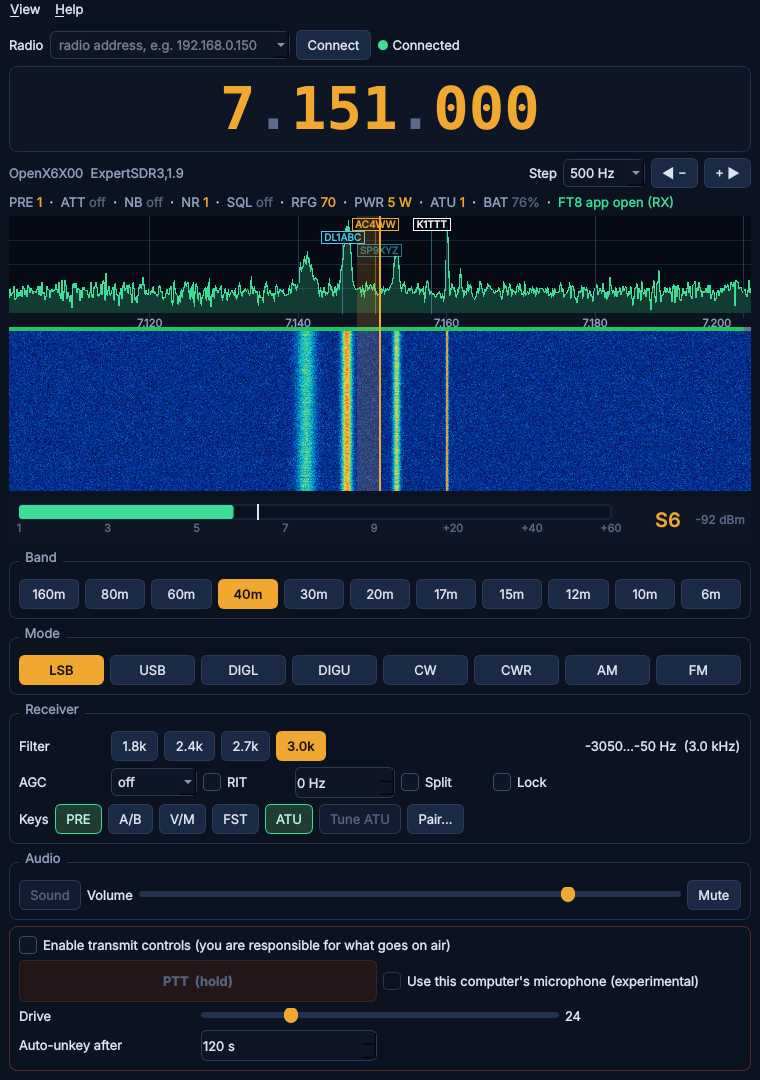 View Help
Radio radio address, e.g. 192.168.0.150 Connect Connected
7.151.000
OpenX6X00 ExpertSDR3,1.9 Step 500 Hz ◀ − + ▶
PRE 1 · ATT off · NB off · NR 1 · SQL off · RFG 70 · PWR 5 W · ATU 1 · BAT 76% · FT8 app open (RX)
AC4WW K1TTT
DL1ABC
SP9XYZ
7.120 7.140 7.160 7.180 7.200
S6 -92 dBm
1 3 5 7 9 +20 +40 +60
Band
160m 80m 60m 40m 30m 20m 17m 15m 12m 10m 6m
Mode
LSB USB DIGL DIGU CW CWR AM FM
Receiver
Filter 1.8k 2.4k 2.7k 3.0k -3050...-50 Hz (3.0 kHz)
AGC off RIT 0 Hz Split Lock
Keys PRE A/B V/M FST ATU Tune ATU Pair...
Audio
Sound Volume Mute
Enable transmit controls (you are responsible for what goes on air)
PTT (hold) Use this computer's microphone (experimental)
Drive 24
Auto-unkey after 120 s